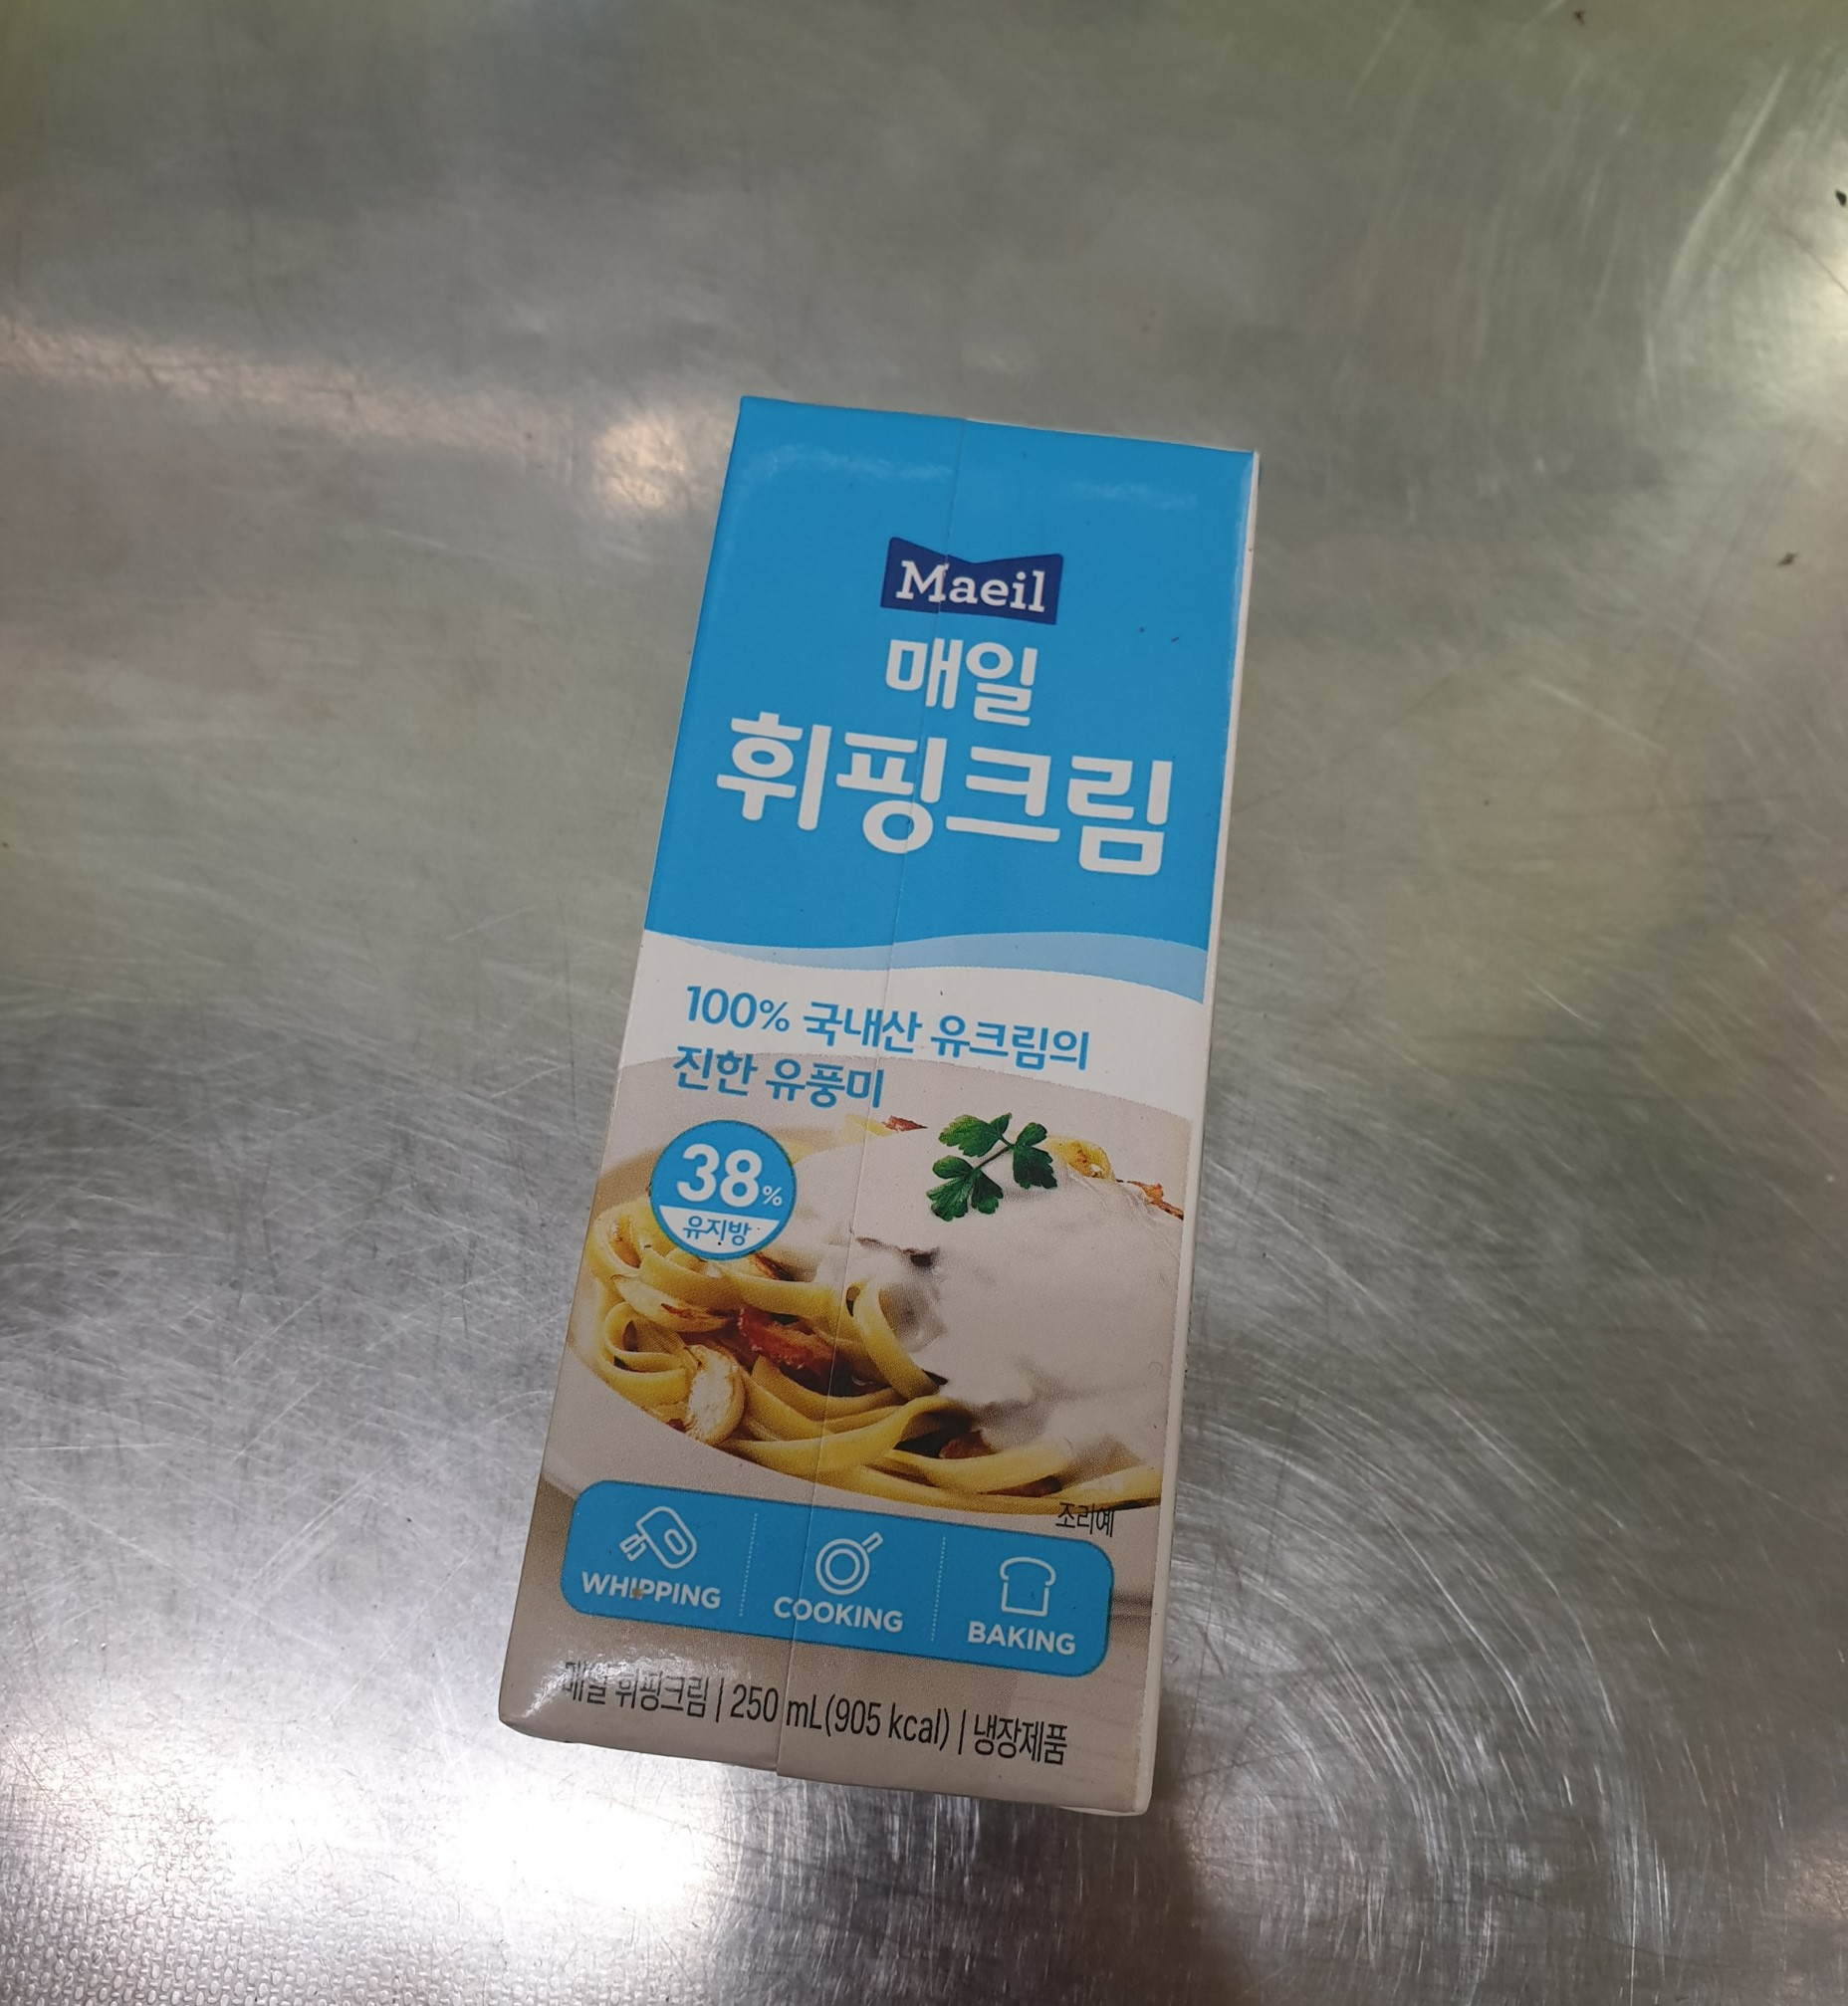 Maeil
매일
휘핑크림
100% 국내산 유크림의
진한 유풍미
38%
유지방
조리예
WHIPPING COOKING BAKING
매일 휘핑크림 | 250 mL(905 kcal) | 냉장제품